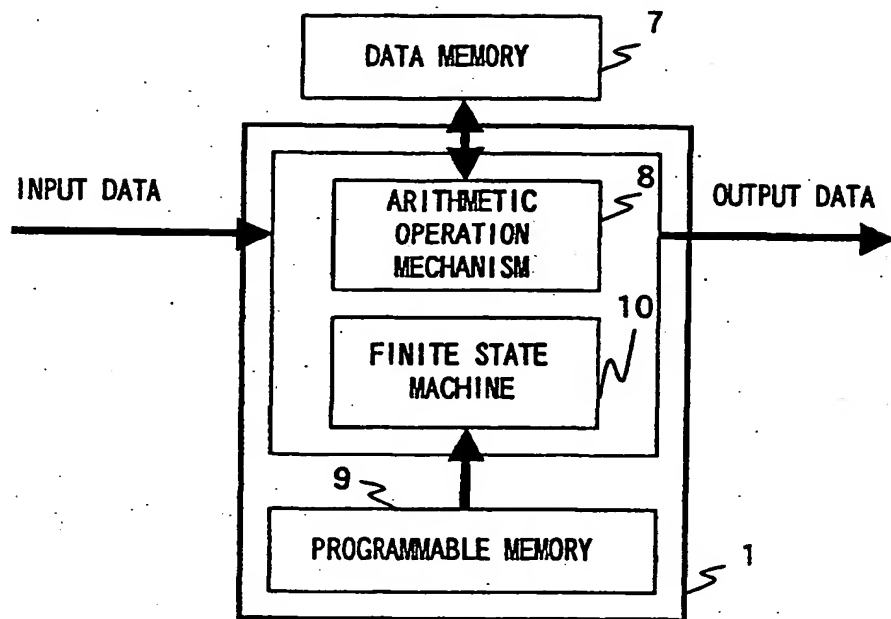 7
DATA MEMORY
INPUT DATA
8
ARITHMETIC
OPERATION
MECHANISM
OUTPUT DATA
10
FINITE STATE
MACHINE
9
PROGRAMMABLE MEMORY
1